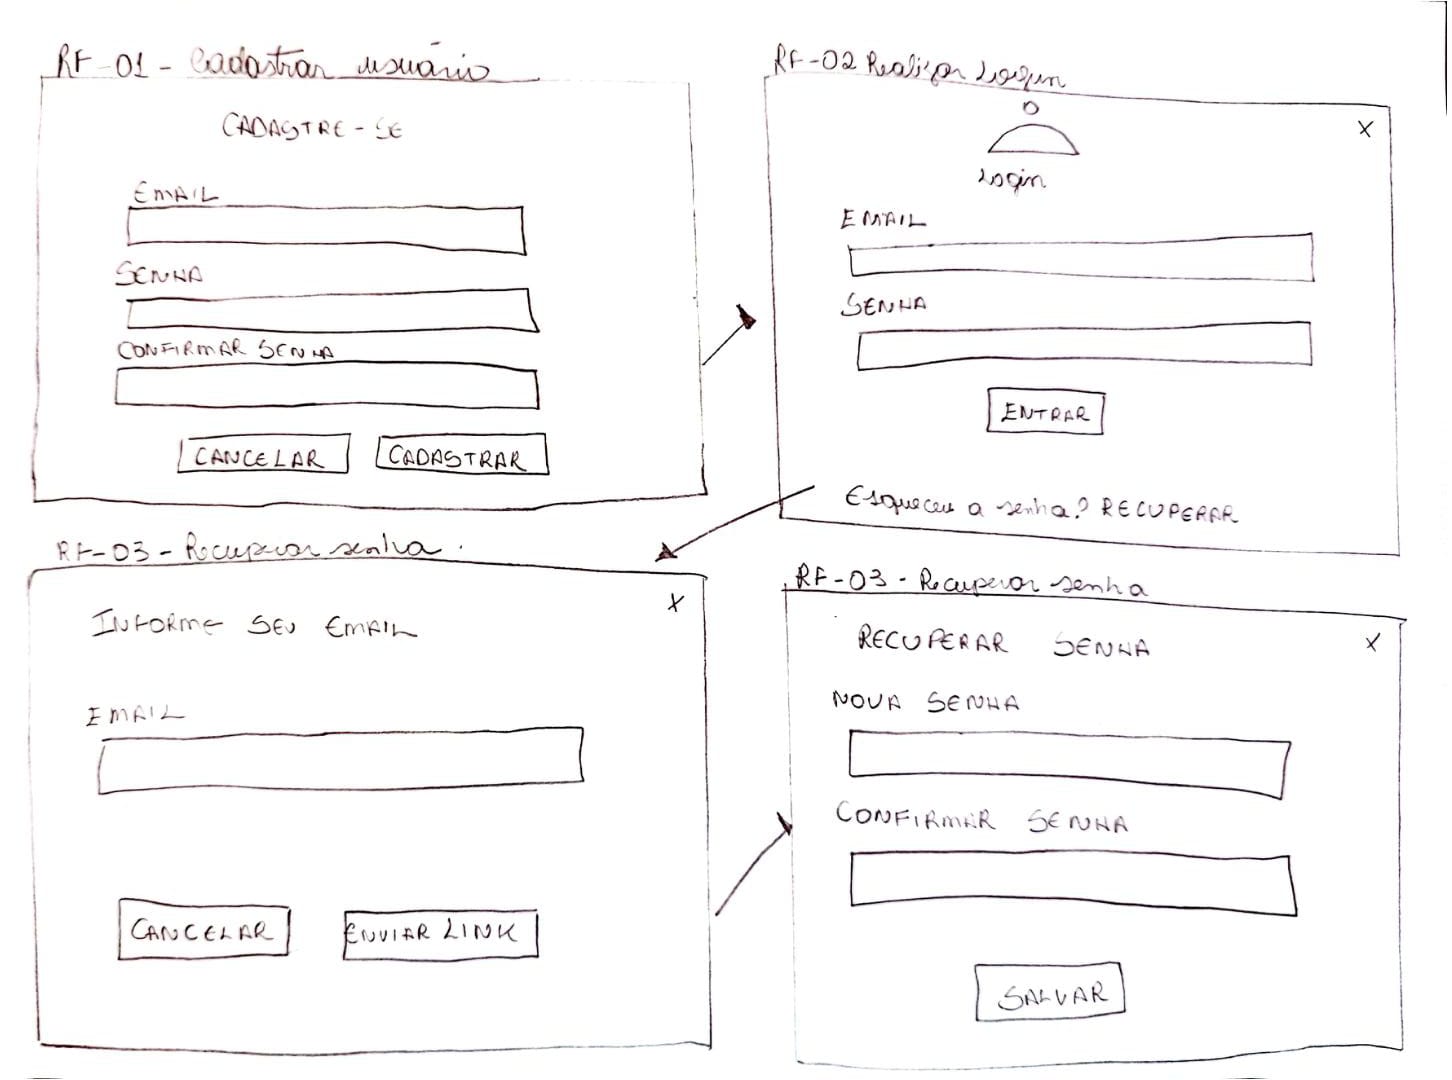 RF-01 - Cadastrar usuário
CADASTRE-SE
EMAIL
SENHA
CONFIRMAR SENHA
CANCELAR CADASTRAR
RF-02 Realizar Login
X
Login
EMAIL
SENHA
ENTRAR
Esqueceu a senha? RECUPERAR
RF-03 - Recuperar senha.
X
INFORME SEU EMAIL
EMAIL
CANCELAR ENVIAR LINK
RF-03 - Recuperar senha
RECUPERAR SENHA X
NOVA SENHA
CONFIRMAR SENHA
SALVAR